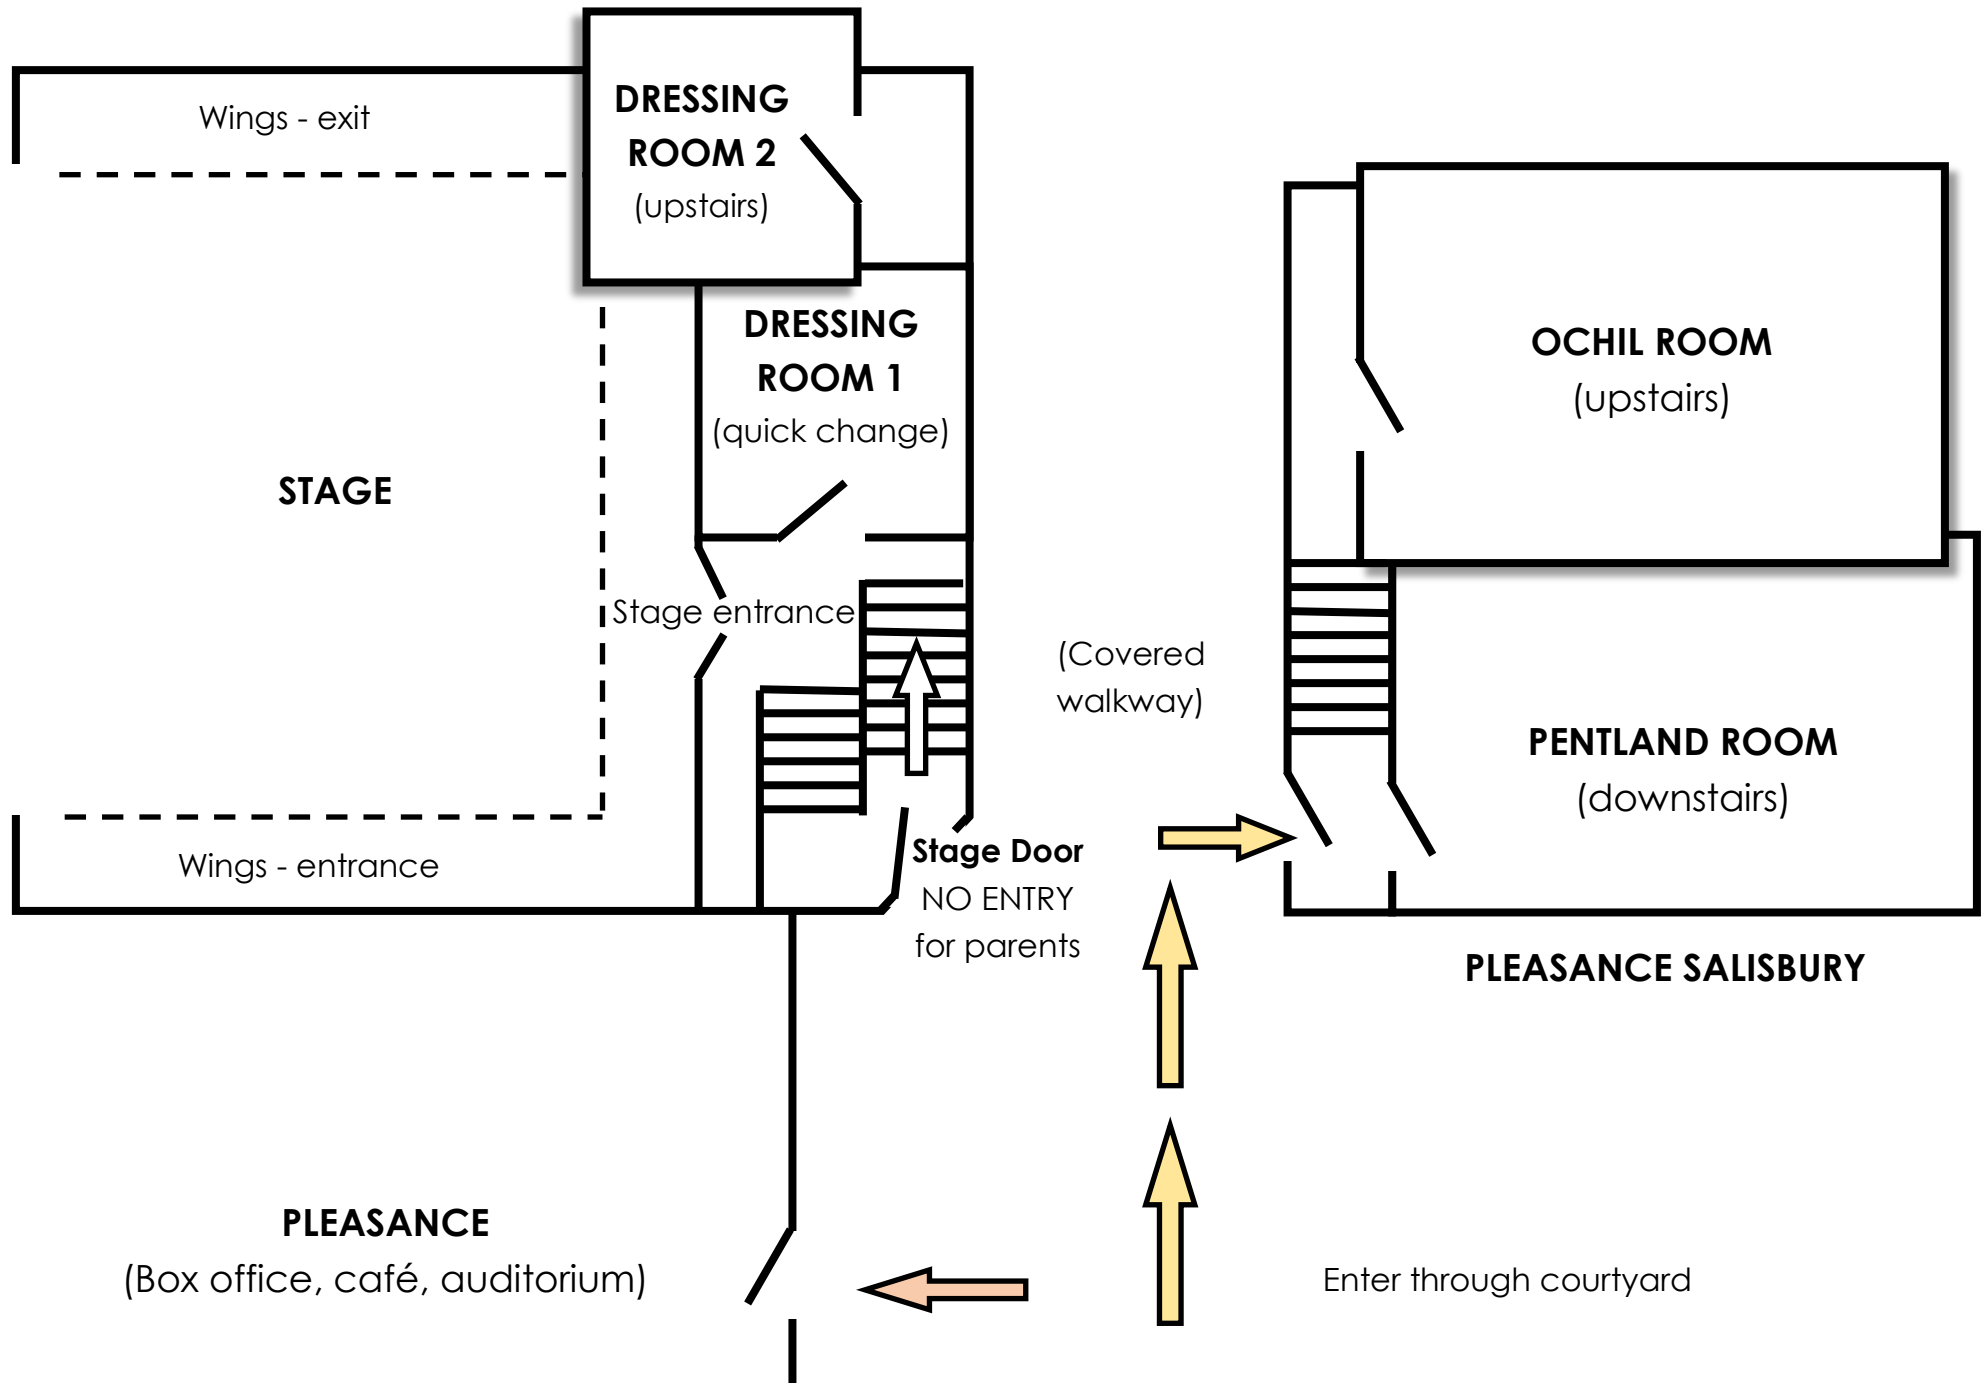 DRESSING
ROOM 2
(upstairs)
Wings - exit
DRESSING
ROOM 1
(quick change)
STAGE
Stage entrance
Wings - entrance
Stage Door
NO ENTRY
for parents
(Covered
walkway)
OCHIL ROOM
(upstairs)
PENTLAND ROOM
(downstairs)
PLEASANCE SALISBURY
PLEASANCE
(Box office, café, auditorium)
Enter through courtyard